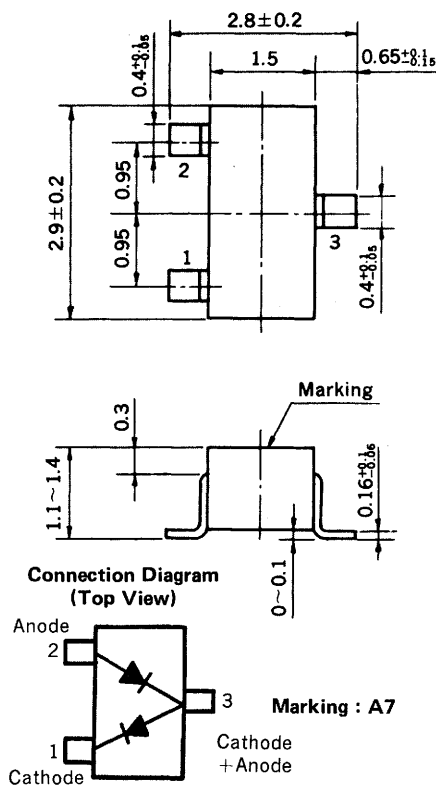 2.8±0.2
1.5
0.65+0.1 -0.15
0.4+0.1 -0.05
2.9±0.2
0.95
0.95
2
1
3
0.4+0.1 -0.05
Marking
0.3
1.1~1.4
0.16+0.1 -0.06
0~0.1
Connection Diagram
(Top View)
Anode
2
3
Marking : A7
1
Cathode
Cathode
+Anode